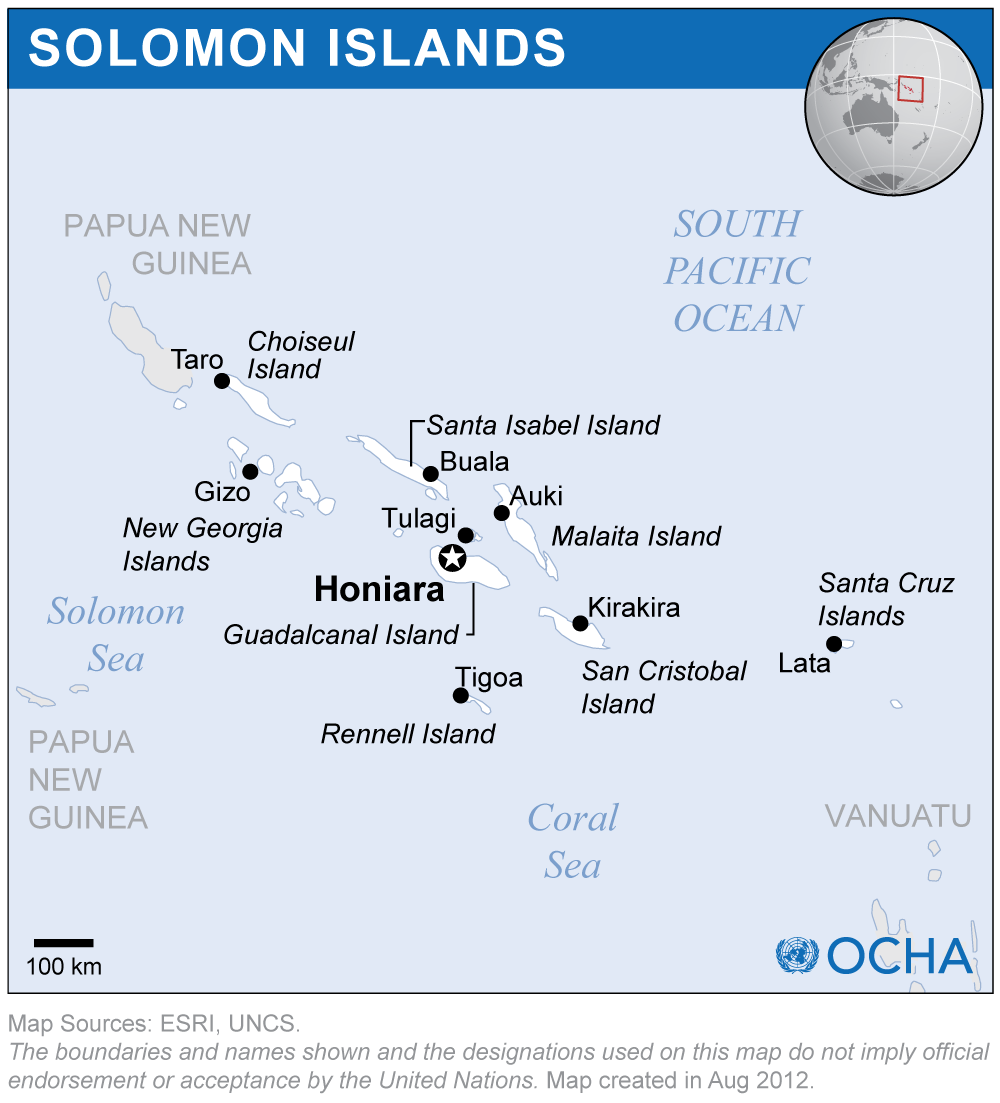 SOLOMON ISLANDS
PAPUA NEW
GUINEA
SOUTH
PACIFIC
OCEAN
Choiseul
Island
Taro
Santa Isabel Island
Buala
Gizo
Auki
Tulagi
New Georgia
Islands
Malaita Island
Honiara
Santa Cruz
Islands
Solomon
Sea
Kirakira
Guadalcanal Island
Lata
San Cristobal
Island
Tigoa
Rennell Island
PAPUA
NEW
GUINEA
Coral
Sea
VANUATU
100 km
OCHA
Map Sources: ESRI, UNCS.
The boundaries and names shown and the designations used on this map do not imply official
endorsement or acceptance by the United Nations. Map created in Aug 2012.